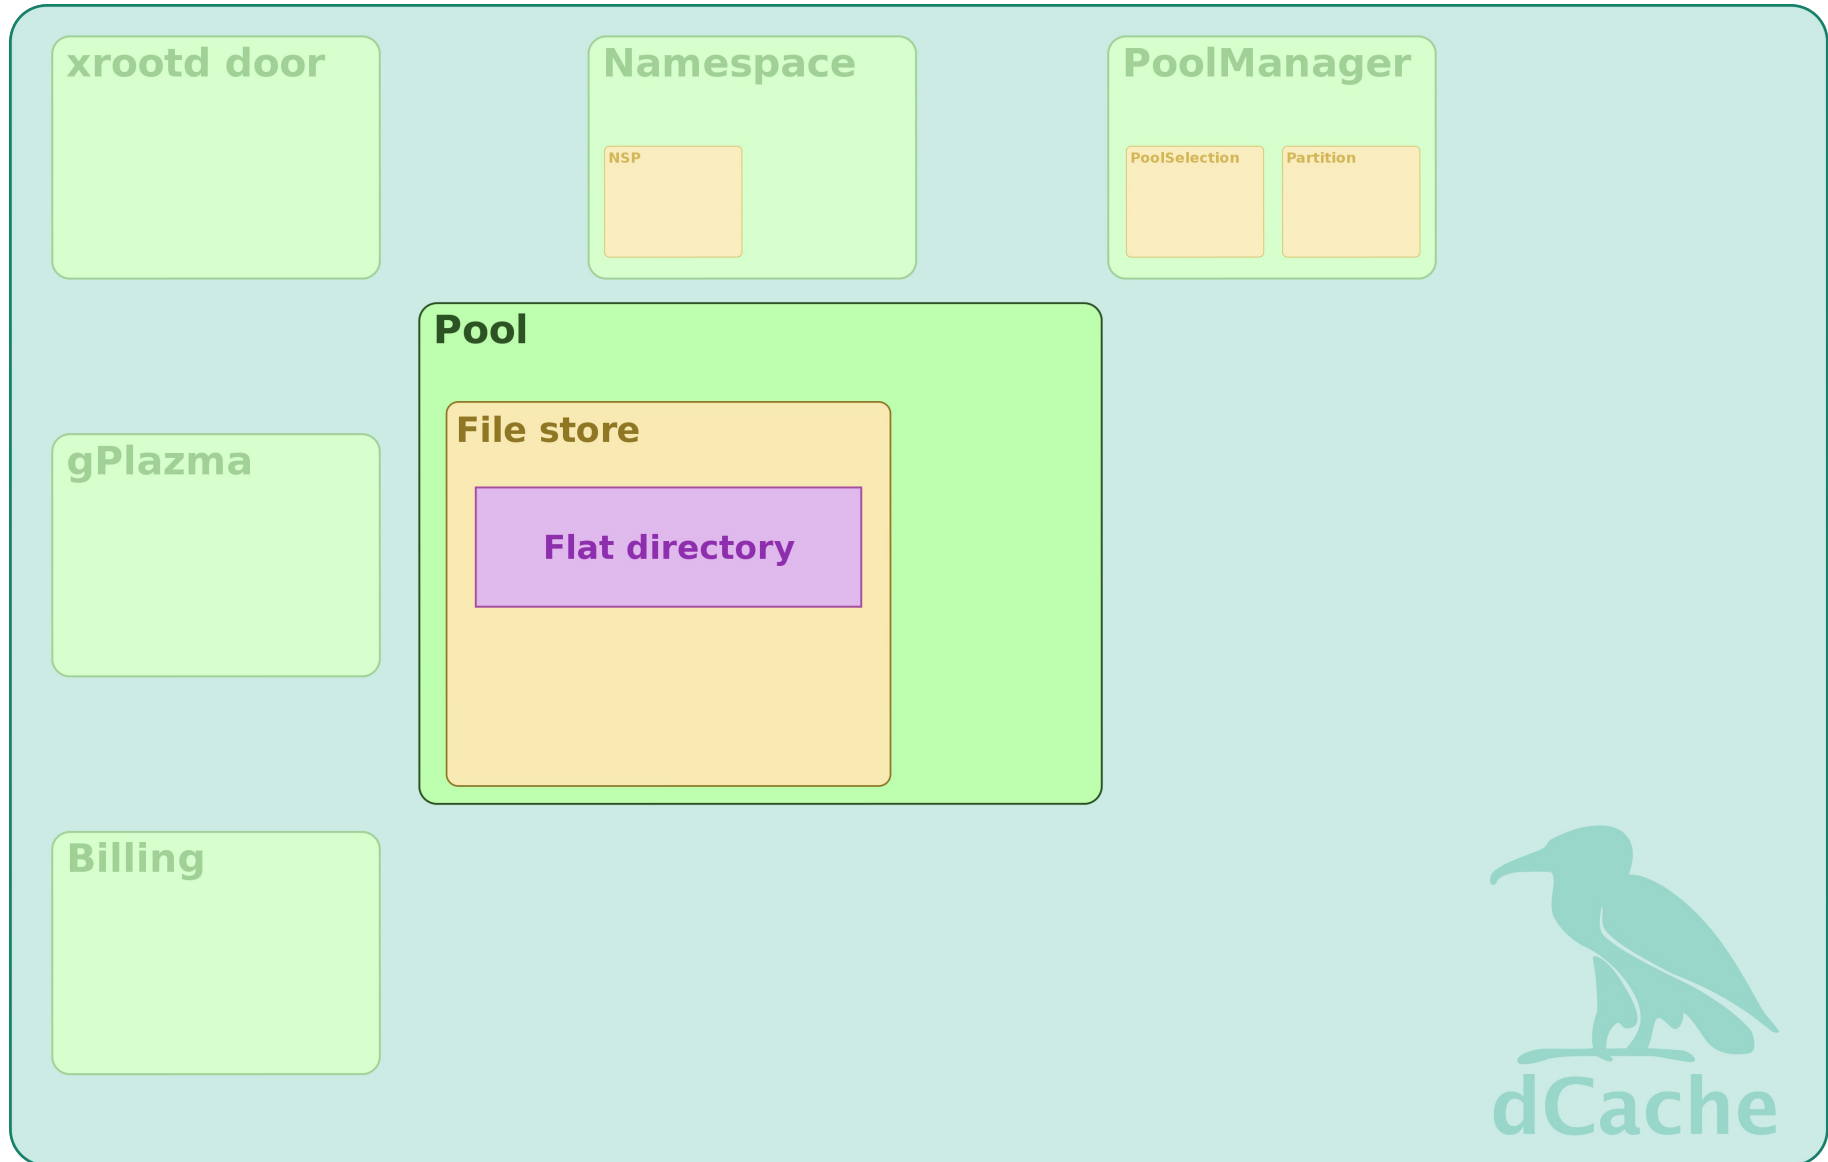 xrootd door
Namespace
PoolManager
NSP
PoolSelection
Partition
Pool
File store
Flat directory
gPlazma
Billing
dCache